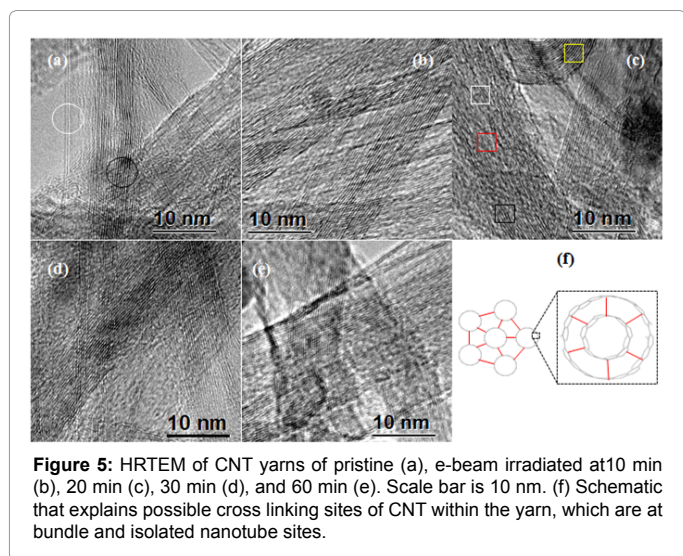 (a)
(b)
(c)
10 nm
10 nm
10 nm
(d)
(e)
(f)
10 nm
10 nm
Figure 5: HRTEM of CNT yarns of pristine (a), e-beam irradiated at10 min
(b), 20 min (c), 30 min (d), and 60 min (e). Scale bar is 10 nm. (f) Schematic
that explains possible cross linking sites of CNT within the yarn, which are at
bundle and isolated nanotube sites.